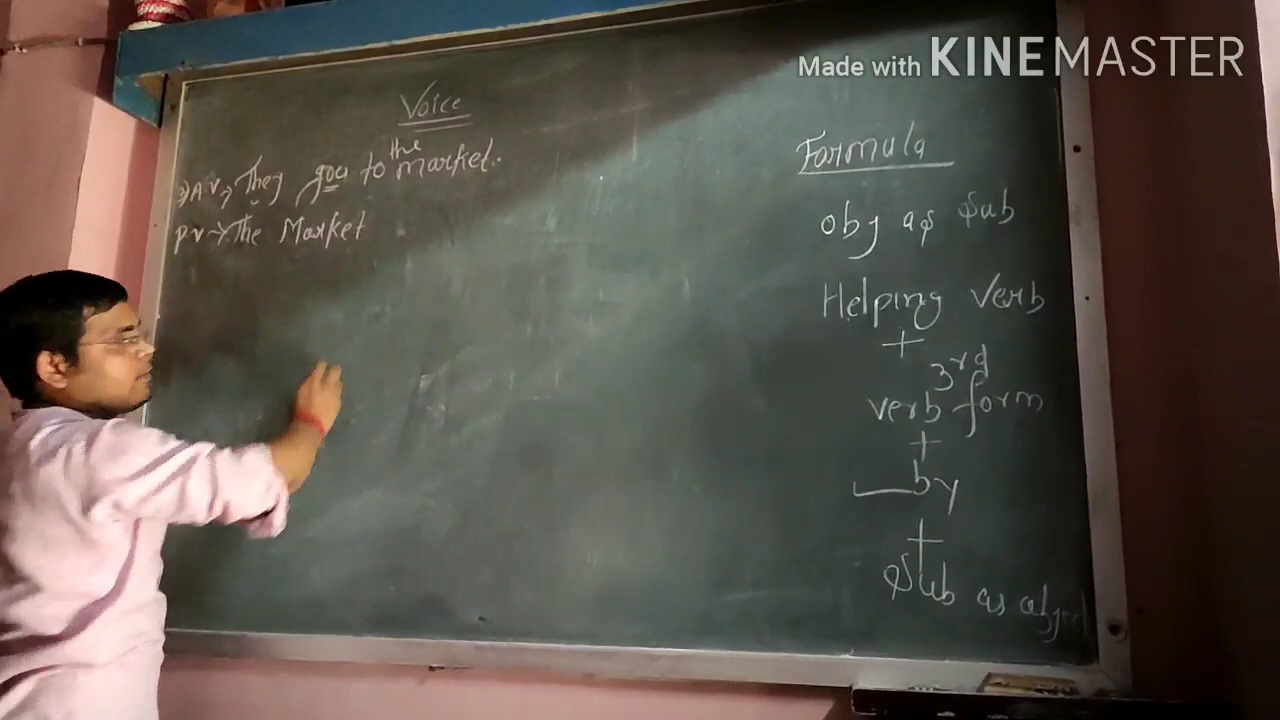 Made with KINEMASTER
Voice
3) A V → They go to the market.
P V → The Market
Formula
obj as sub
Helping Verb
+
3rd
verb form
+
by
+
Sub as object